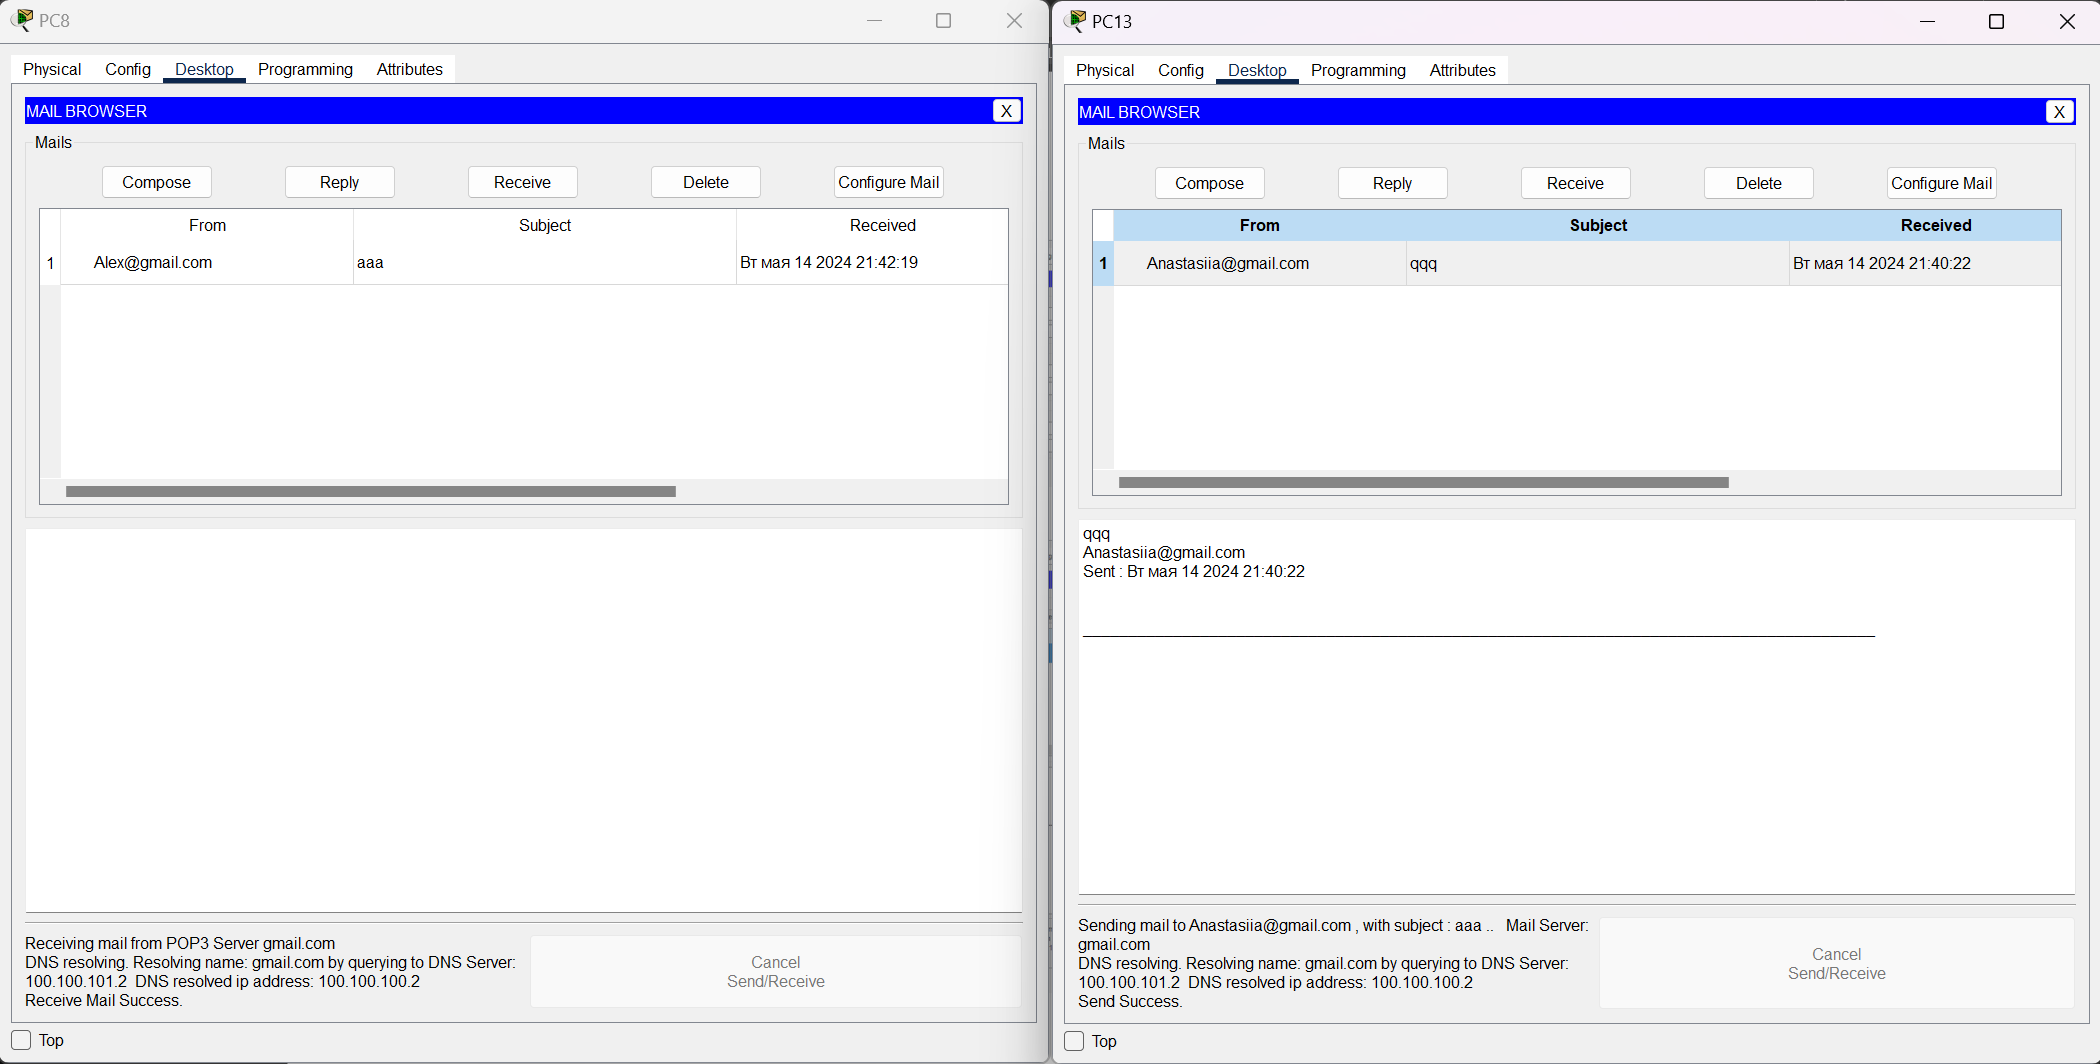 PC8
Physical Config Desktop Programming Attributes
MAIL BROWSER X
Mails
Compose Reply Receive Delete Configure Mail
From Subject Received
1 Alex@gmail.com aaa Вт мая 14 2024 21:42:19
Receiving mail from POP3 Server gmail.com
DNS resolving. Resolving name: gmail.com by querying to DNS Server:
100.100.101.2 DNS resolved ip address: 100.100.100.2
Receive Mail Success.
Cancel
Send/Receive
Top
PC13
Physical Config Desktop Programming Attributes
MAIL BROWSER X
Mails
Compose Reply Receive Delete Configure Mail
From Subject Received
1 Anastasiia@gmail.com qqq Вт мая 14 2024 21:40:22
qqq
Anastasiia@gmail.com
Sent : Вт мая 14 2024 21:40:22
Sending mail to Anastasiia@gmail.com , with subject : aaa .. Mail Server:
gmail.com
DNS resolving. Resolving name: gmail.com by querying to DNS Server:
100.100.101.2 DNS resolved ip address: 100.100.100.2
Send Success.
Cancel
Send/Receive
Top